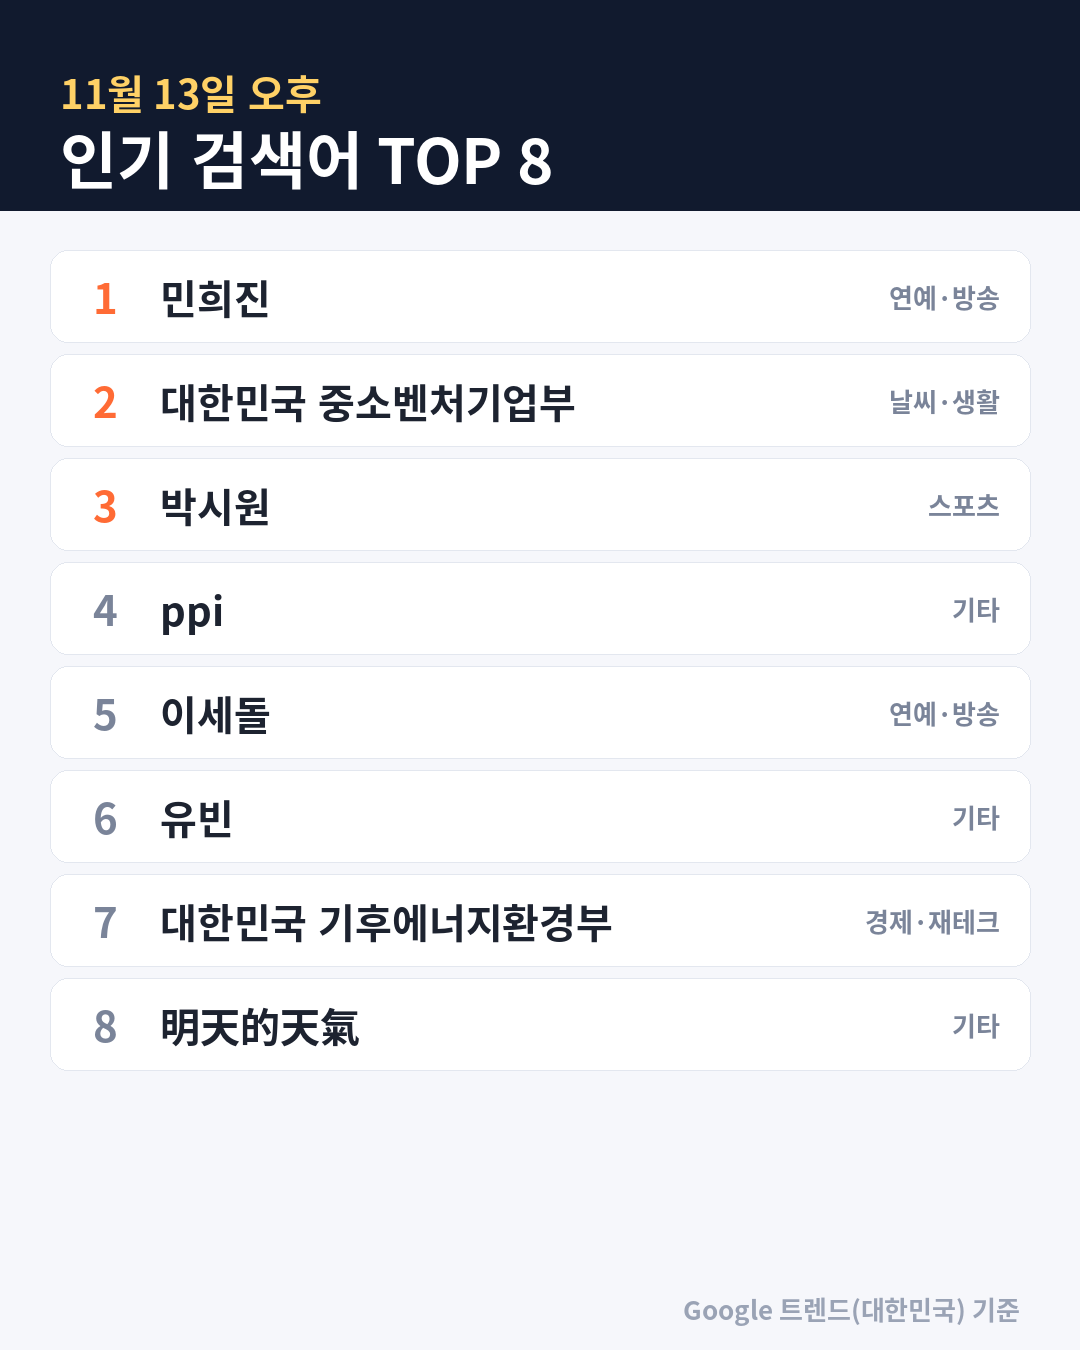 11월 13일 오후
인기 검색어 TOP 8
1 민희진 연예·방송
2 대한민국 중소벤처기업부 날씨·생활
3 박시원 스포츠
4 ppi 기타
5 이세돌 연예·방송
6 유빈 기타
7 대한민국 기후에너지환경부 경제·재테크
8 明天的天氣 기타
Google 트렌드(대한민국) 기준